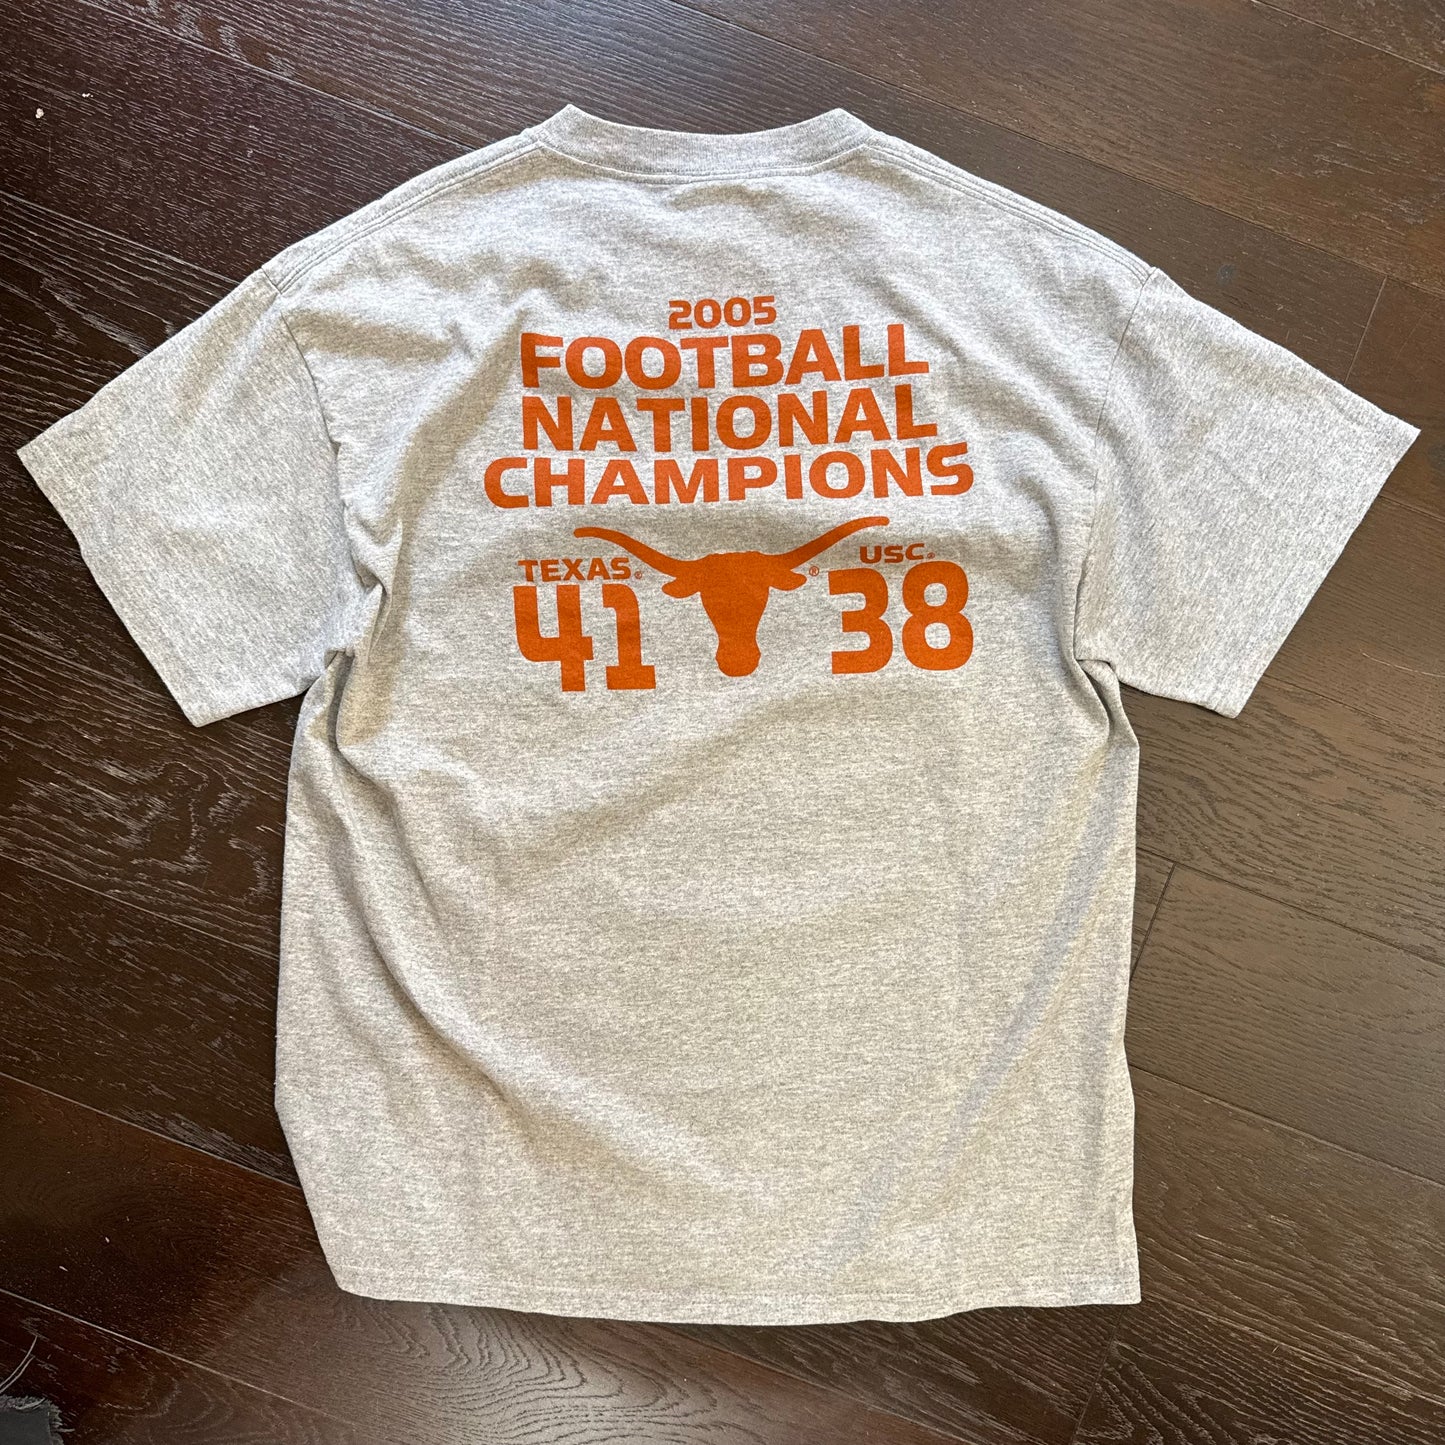 2005
FOOTBALL
NATIONAL
CHAMPIONS
TEXAS® USC®
41 ® 38